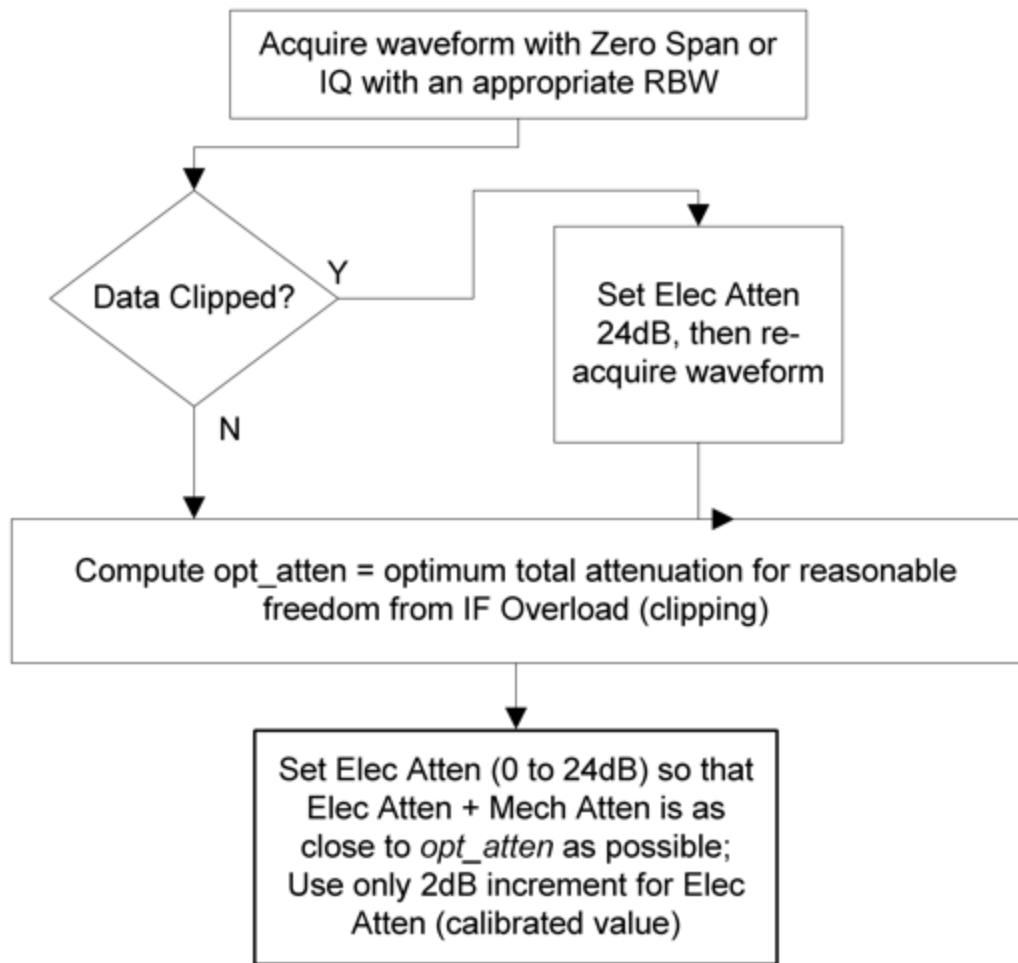 Acquire waveform with Zero Span or
IQ with an appropriate RBW
Data Clipped?
Y
N
Set Elec Atten
24dB, then re-
acquire waveform
Compute opt_atten = optimum total attenuation for reasonable
freedom from IF Overload (clipping)
Set Elec Atten (0 to 24dB) so that
Elec Atten + Mech Atten is as
close to opt_atten as possible;
Use only 2dB increment for Elec
Atten (calibrated value)